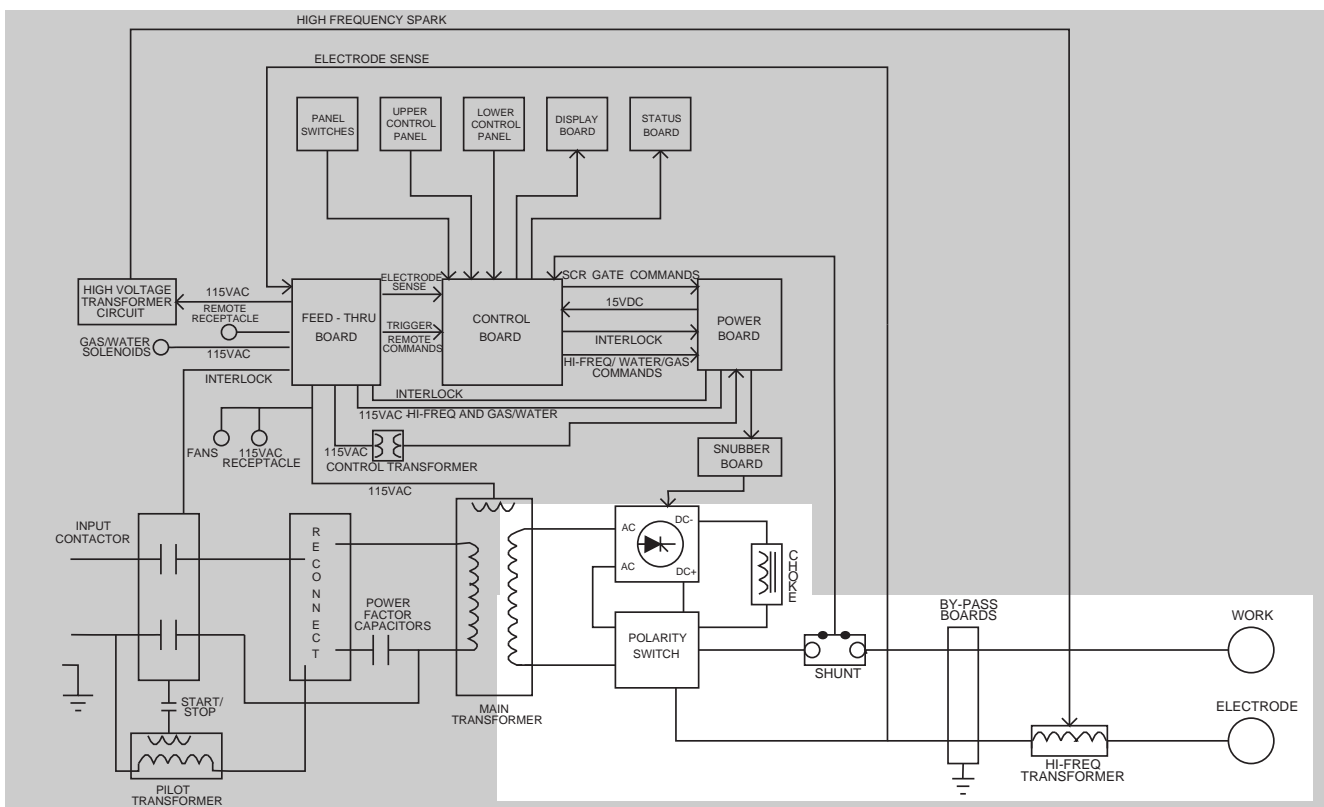 HIGH FREQUENCY SPARK
ELECTRODE SENSE
PANEL
SWITCHES
UPPER
CONTROL
PANEL
LOWER
CONTROL
PANEL
DISPLAY
BOARD
STATUS
BOARD
HIGH VOLTAGE
TRANSFORMER
CIRCUIT
115VAC
REMOTE
RECEPTACLE
GAS/WATER
SOLENOIDS
115VAC
INTERLOCK
FEED - THRU
BOARD
ELECTRODE
SENSE
TRIGGER
REMOTE
COMMANDS
CONTROL
BOARD
SCR GATE COMMANDS
15VDC
INTERLOCK
HI-FREQ/ WATER/GAS
COMMANDS
POWER
BOARD
INTERLOCK
115VAC -HI-FREQ AND GAS/WATER
FANS
115VAC
RECEPTACLE
115VAC
CONTROL TRANSFORMER
115VAC
SNUBBER
BOARD
INPUT
CONTACTOR
RECONNECT
POWER
FACTOR
CAPACITORS
START/
STOP
PILOT
TRANSFORMER
MAIN
TRANSFORMER
AC
DC-
AC
DC+
CHOKE
POLARITY
SWITCH
SHUNT
BY-PASS
BOARDS
WORK
ELECTRODE
HI-FREQ
TRANSFORMER